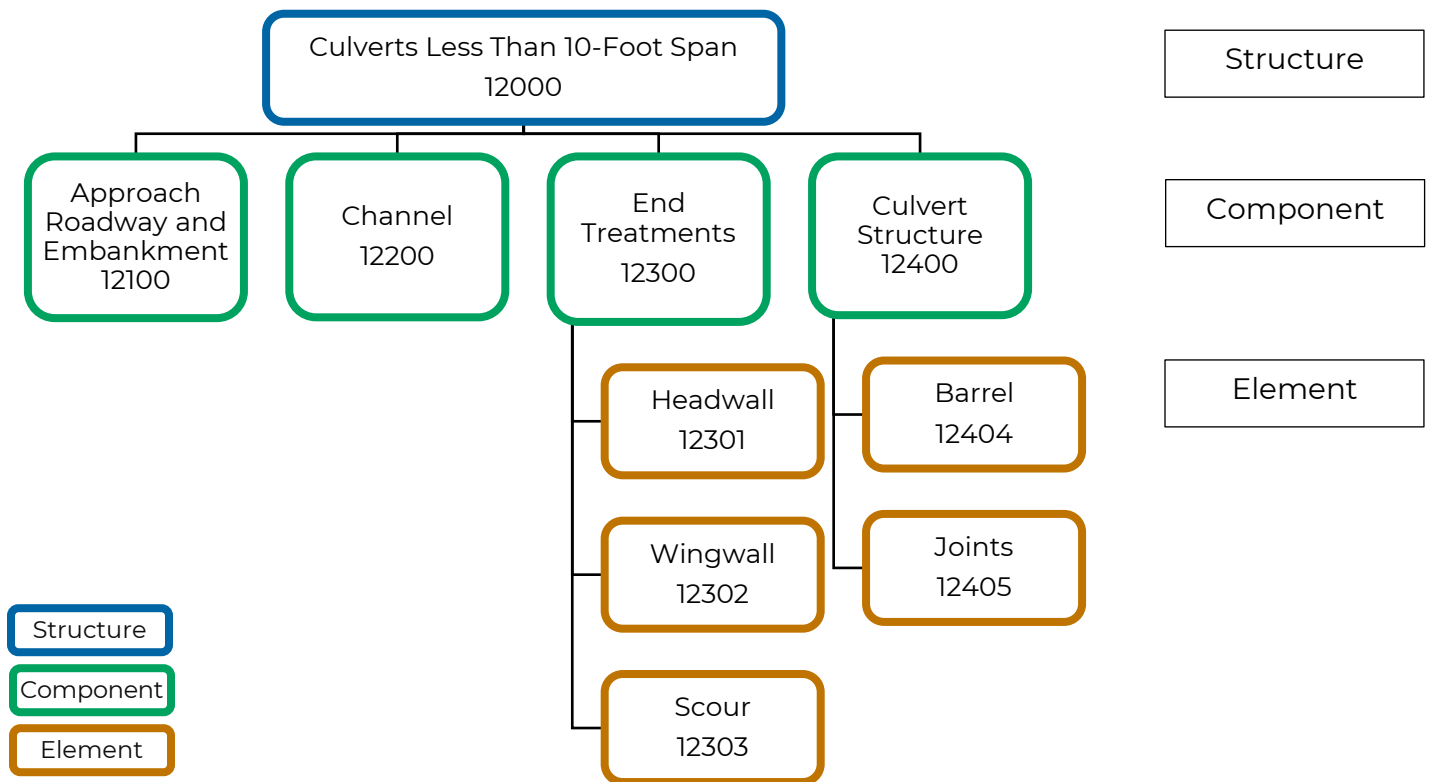 Culverts Less Than 10-Foot Span
12000
Structure
Approach
Roadway and
Embankment
12100
Channel
12200
End
Treatments
12300
Culvert
Structure
12400
Component
Headwall
12301
Barrel
12404
Element
Wingwall
12302
Joints
12405
Scour
12303
Structure
Component
Element